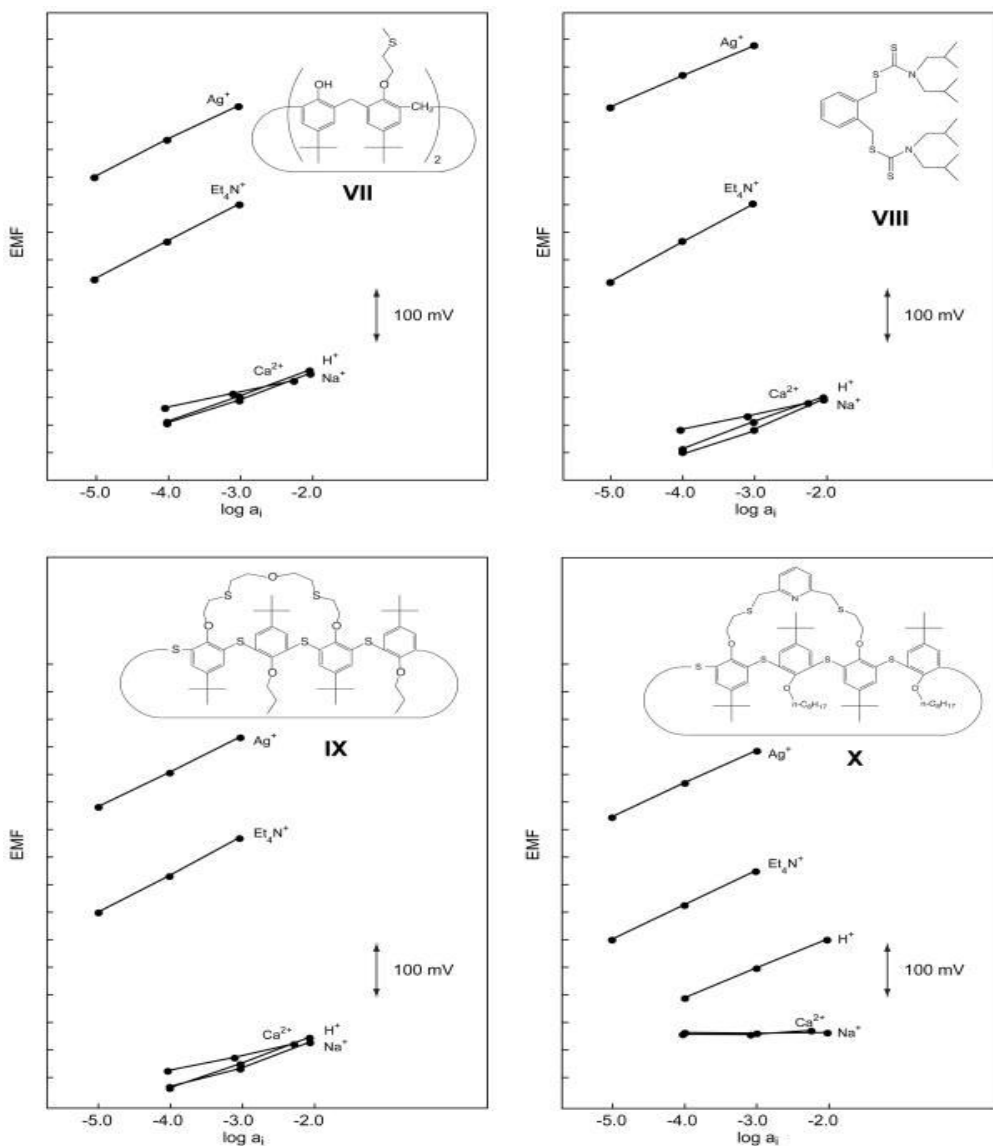 Ag⁺
S
OH
O
CH₂
2
VII
Et₄N⁺
EMF
100 mV
Ca²⁺
H⁺
Na⁺
-5.0 -4.0 -3.0 -2.0
log aᵢ
Ag⁺
S
S
N
S
N
S
VIII
Et₄N⁺
EMF
100 mV
Ca²⁺
H⁺
Na⁺
-5.0 -4.0 -3.0 -2.0
log aᵢ
O
S S
O O
S S S S
O O
IX
Ag⁺
Et₄N⁺
EMF
100 mV
Ca²⁺
H⁺
Na⁺
-5.0 -4.0 -3.0 -2.0
log aᵢ
N
S S
O O
S S S S
O O
n-C₈H₁₇ n-C₈H₁₇
X
Ag⁺
Et₄N⁺
EMF
H⁺
100 mV
Ca²⁺
Na⁺
-5.0 -4.0 -3.0 -2.0
log aᵢ